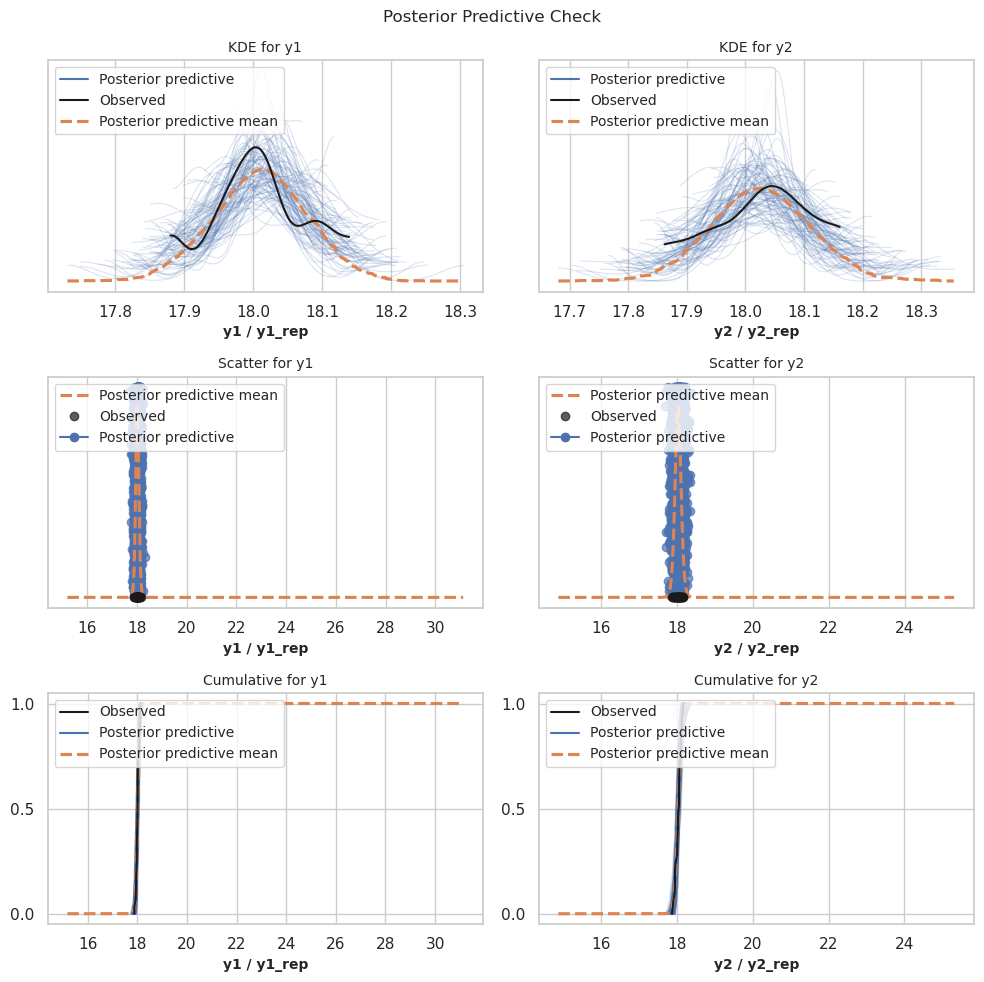 Posterior Predictive Check
KDE for y1
Posterior predictive
Observed
Posterior predictive mean
17.8 17.9 18.0 18.1 18.2 18.3
y1 / y1_rep
KDE for y2
Posterior predictive
Observed
Posterior predictive mean
17.7 17.8 17.9 18.0 18.1 18.2 18.3
y2 / y2_rep
Scatter for y1
Posterior predictive mean
Observed
Posterior predictive
16 18 20 22 24 26 28 30
y1 / y1_rep
Scatter for y2
Posterior predictive mean
Observed
Posterior predictive
16 18 20 22 24
y2 / y2_rep
Cumulative for y1
1.0
0.5
0.0
Observed
Posterior predictive
Posterior predictive mean
16 18 20 22 24 26 28 30
y1 / y1_rep
Cumulative for y2
1.0
0.5
0.0
Observed
Posterior predictive
Posterior predictive mean
16 18 20 22 24
y2 / y2_rep